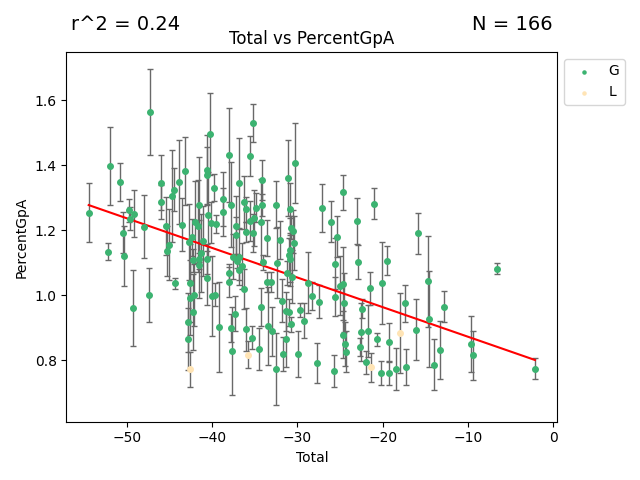 r^2 = 0.24
N = 166
Total vs PercentGpA
G
L
1.6
1.4
1.2
1.0
0.8
PercentGpA
−50
−40
−30
−20
−10
0
Total